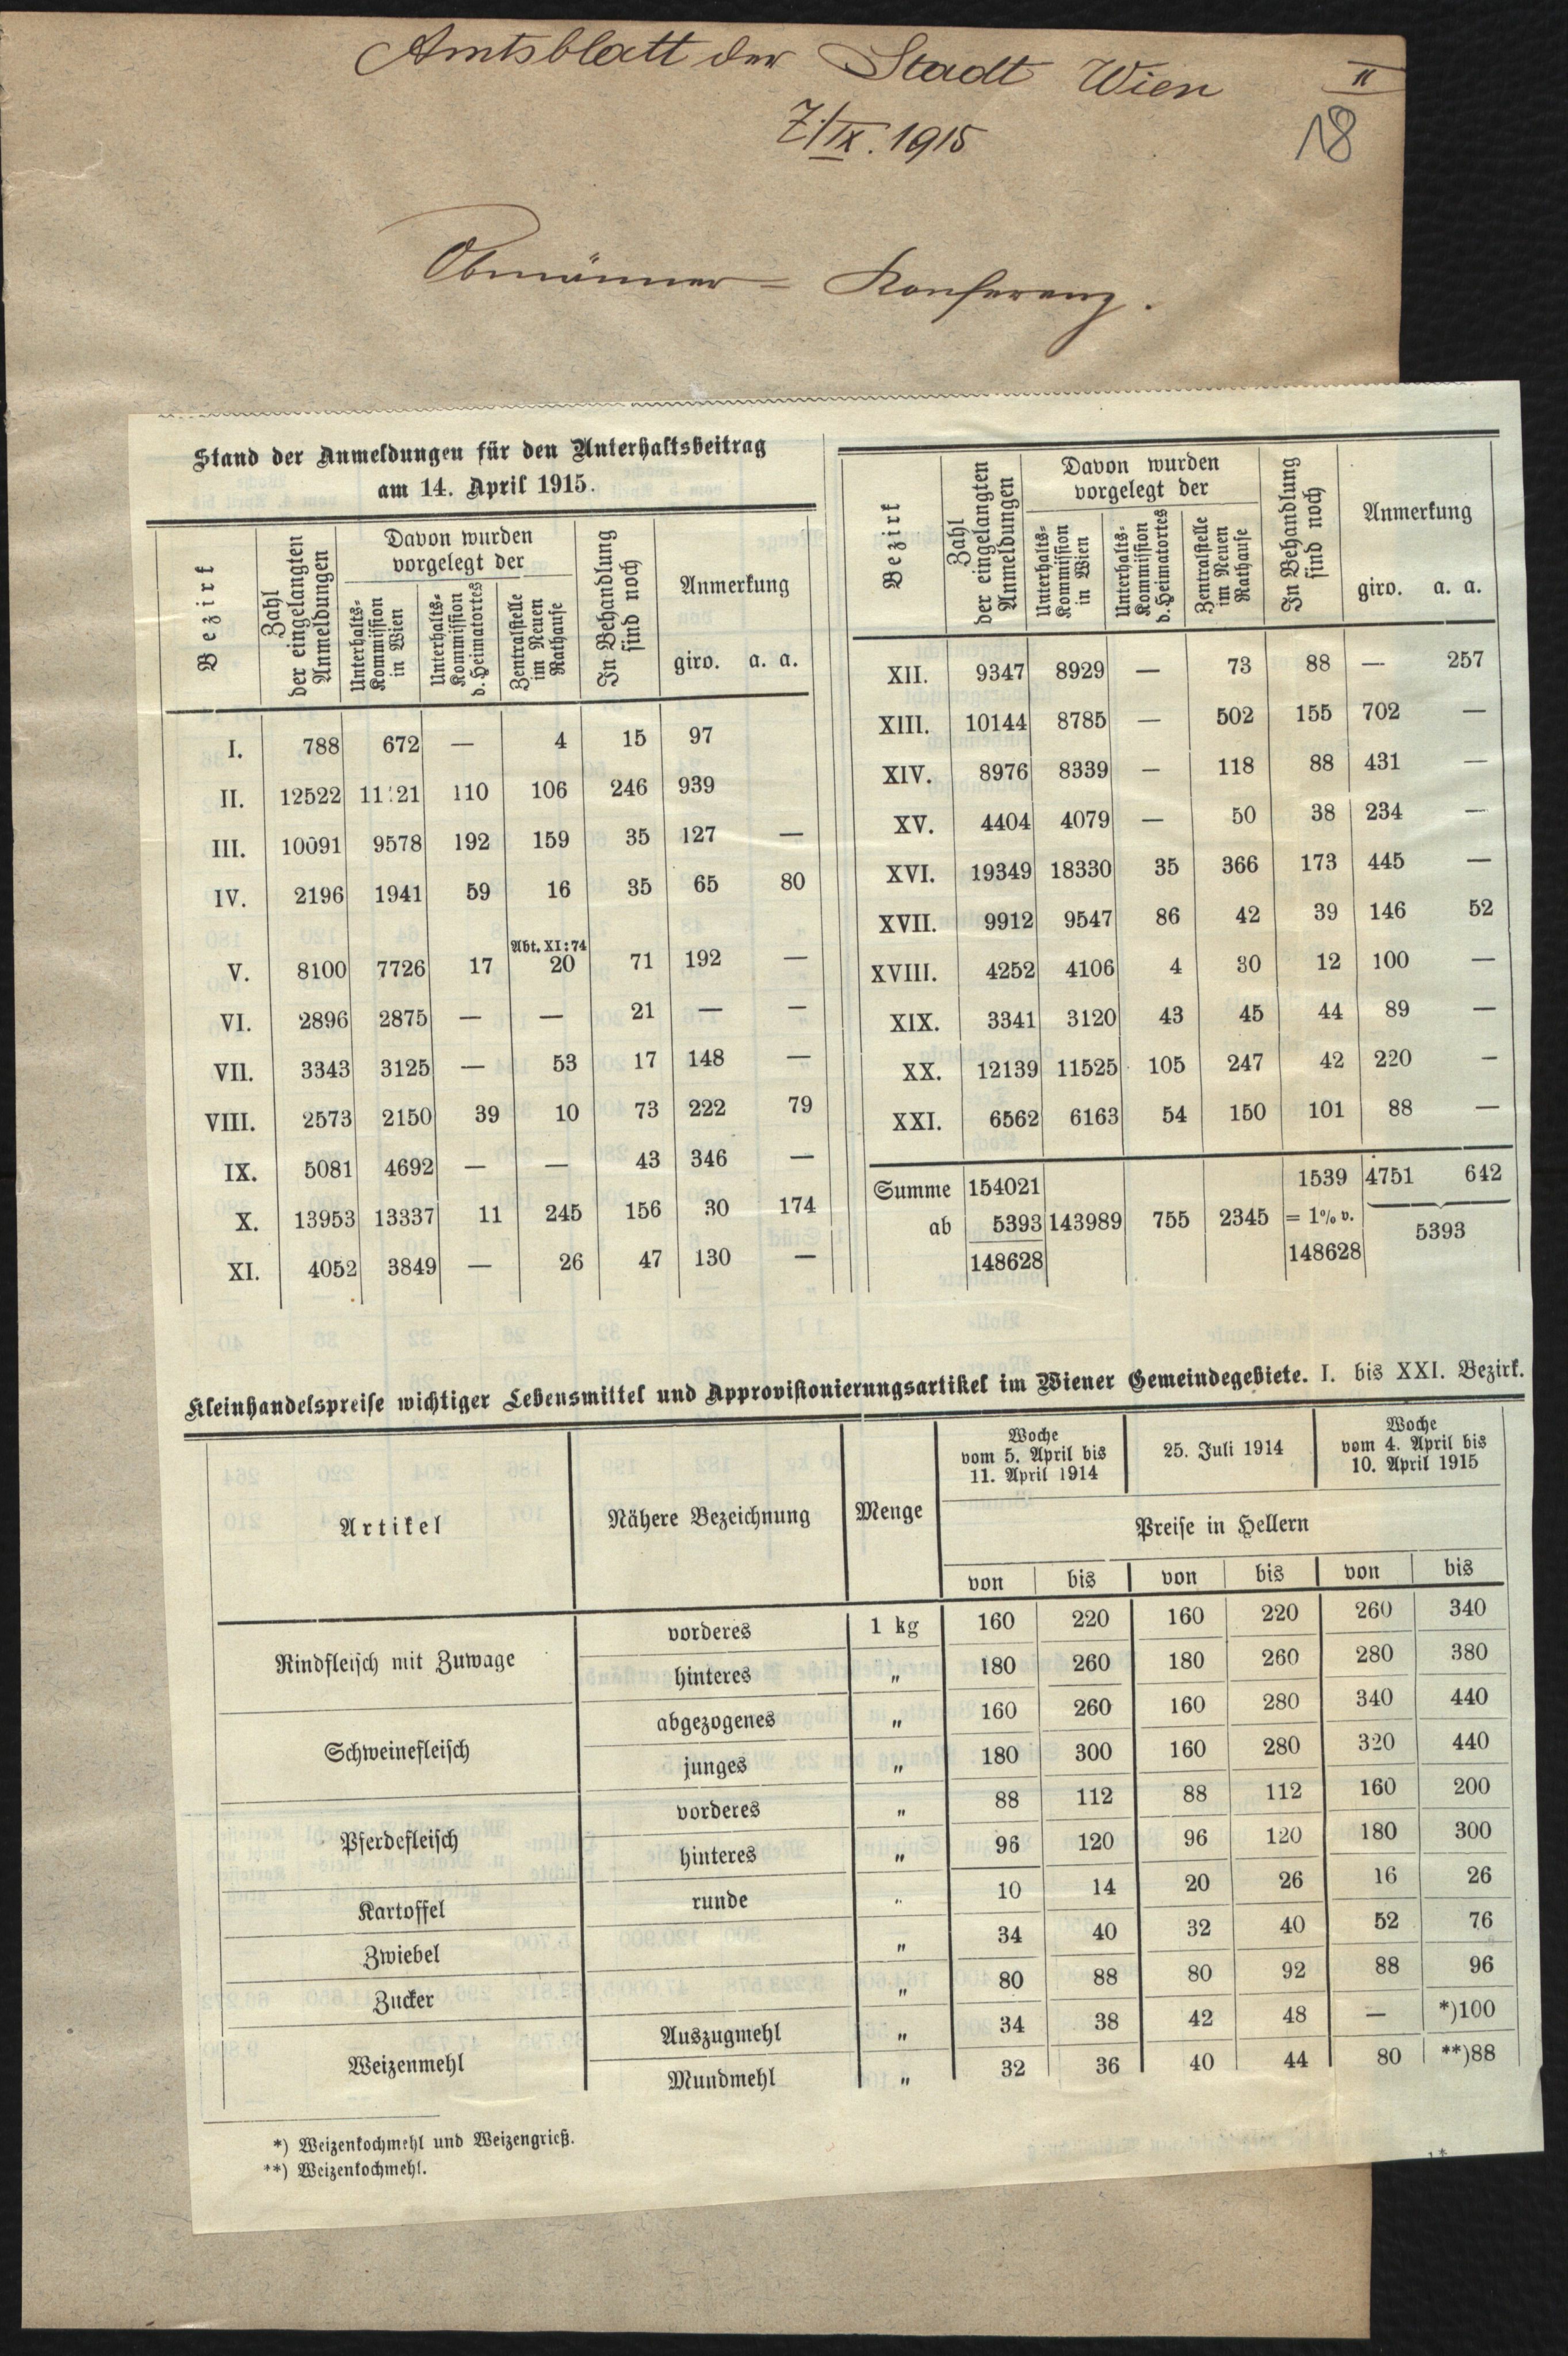 Amtsblatt der Stadt Wien
II
7./IX. 1915
18
Obmänner = Konferenz.
Stand der Anmeldungen für den Unterhaltsbeitrag
am 14. April 1915.
Bezirk | Zahl der eingelangten Anmeldungen | Davon wurden vorgelegt der | In Behandlung sind noch | Anmerkung
Unterhalts-Kommission in Wien | Unterhalts-Kommission d. Heimatortes | Zentralstelle im Neuen Rathause | giro. a. a.
I. 788 672 — 4 15 97
II. 12522 110 106 246 939
III. 10091 9578 192 159 35 127 —
IV. 2196 1941 59 16 35 65 80
Abt. XI: 74
V. 8100 7726 17 20 71 192 —
VI. 2896 2875 — — 21 — —
VII. 3343 3125 — 53 17 148 —
VIII. 2573 2150 39 10 73 222 79
IX. 5081 4692 — — 43 346 —
X. 13953 13337 11 245 156 30 174
XI. 4052 3849 — 26 47 130 —
Bezirk | Zahl der eingelangten Anmeldungen | Davon wurden vorgelegt der | In Behandlung sind noch | Anmerkung
Unterhalts-Kommission in Wien | Unterhalts-Kommission d. Heimatortes | Zentralstelle im Neuen Rathause | giro. a. a.
XII. 9347 8929 — 73 88 — 257
XIII. 10144 8785 — 502 155 702 —
XIV. 8976 8339 — 118 88 431 —
XV. 4404 4079 — 50 38 234 —
XVI. 19349 18330 35 366 173 445 —
XVII. 9912 9547 86 42 39 146 52
XVIII. 4252 4106 4 30 12 100 —
XIX. 3341 3120 43 45 44 89 —
XX. 12139 11525 105 247 42 220 —
XXI. 6562 6163 54 150 101 88 —
Summe 154021 1539 4751 642
ab 5393 143989 755 2345 = 1% v. 5393
148628 148628
Kleinhandelspreise wichtiger Lebensmittel und Approvisionierungsartikel im Wiener Gemeindegebiete. I. bis XXI. Bezirk.
Artikel | Nähere Bezeichnung | Menge | Woche vom 5. April bis 11. April 1914 | 25. Juli 1914 | Woche vom 4. April bis 10. April 1915
Preise in Hellern
von bis von bis von bis
Rindfleisch mit Zuwage vorderes 1 kg 160 220 160 220 260 340
hinteres „ 180 260 180 260 280 380
Schweinefleisch abgezogenes „ 160 260 160 280 340 440
junges „ 180 300 160 280 320 440
Pferdefleisch vorderes „ 88 112 88 112 160 200
hinteres „ 96 120 96 120 180 300
Kartoffel runde „ 10 14 20 26 16 26
Zwiebel „ 34 40 32 40 52 76
Zucker „ 80 88 80 92 88 96
Weizenmehl Auszugmehl „ 34 38 42 48 — *)100
Mundmehl „ 32 36 40 44 80 **)88
*) Weizenkochmehl und Weizengrieß.
**) Weizenkochmehl.
1*